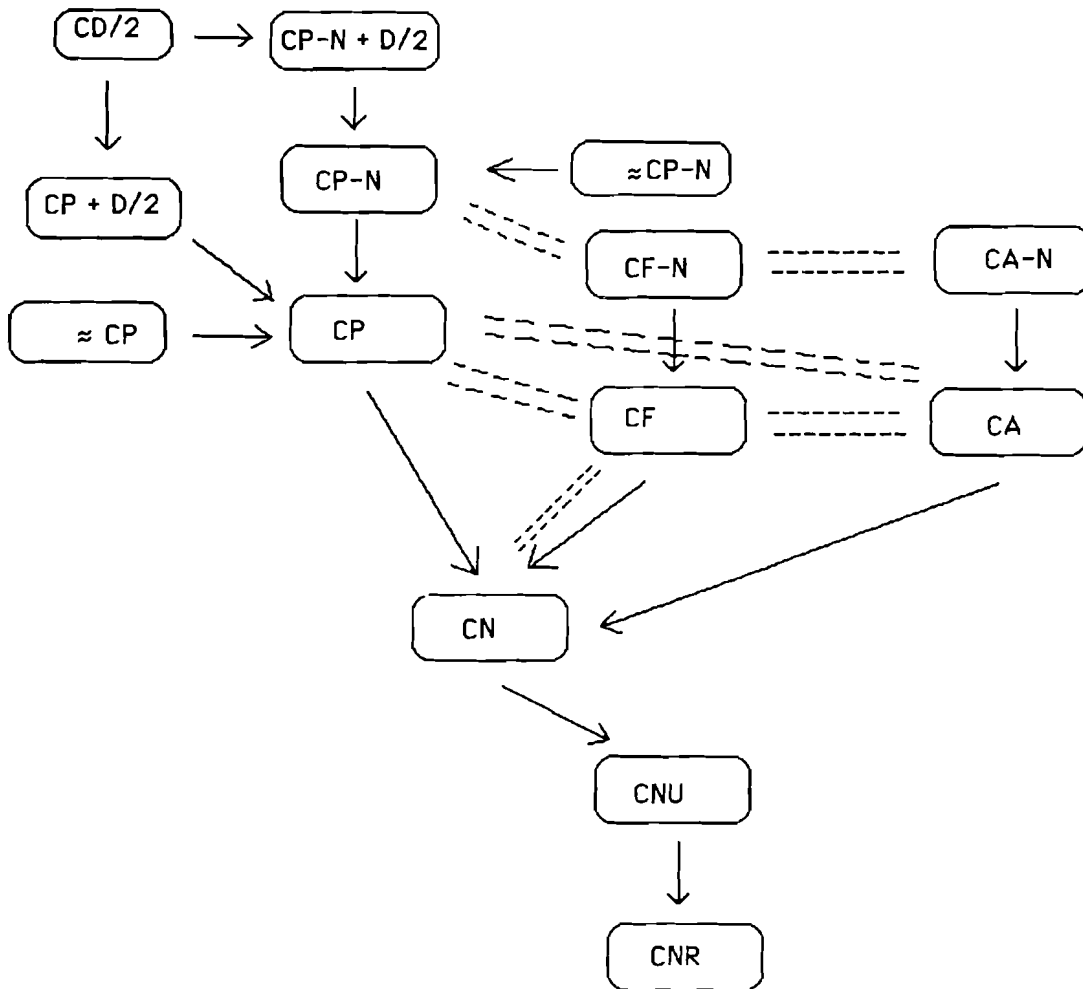 CD/2
CP-N + D/2
CP-N
≈CP-N
CP + D/2
CF-N
CA-N
≈ CP
CP
CF
CA
CN
CNU
CNR